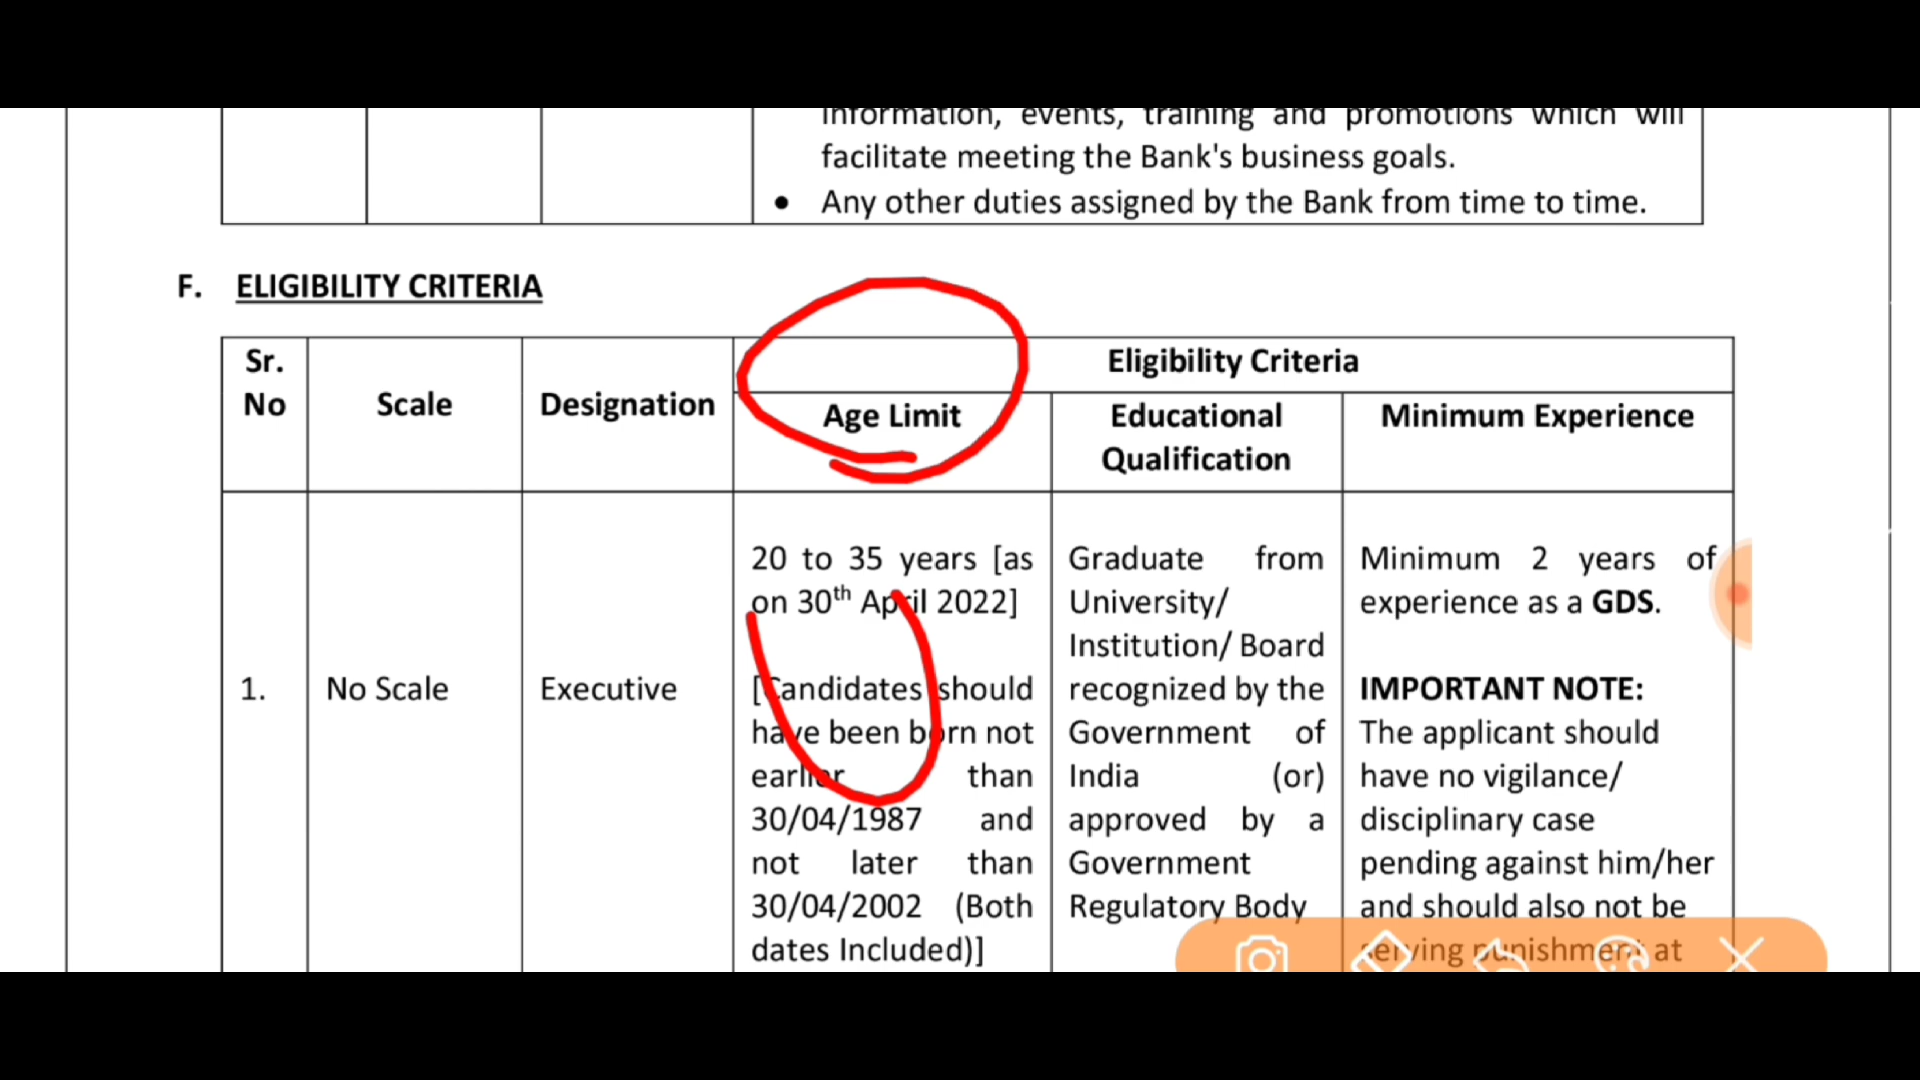 information, events, training and promotions which will
facilitate meeting the Bank's business goals.
• Any other duties assigned by the Bank from time to time.
F. ELIGIBILITY CRITERIA
Sr.
No
Scale
Designation
Eligibility Criteria
Age Limit
Educational
Qualification
Minimum Experience
1.
No Scale
Executive
20 to 35 years [as
on 30th April 2022]
[Candidates should
have been born not
earlier than
30/04/1987 and
not later than
30/04/2002 (Both
dates Included)]
Graduate from
University/
Institution/ Board
recognized by the
Government of
India (or)
approved by a
Government
Regulatory Body
Minimum 2 years of
experience as a GDS.
IMPORTANT NOTE:
The applicant should
have no vigilance/
disciplinary case
pending against him/her
and should also not be
serving punishment at